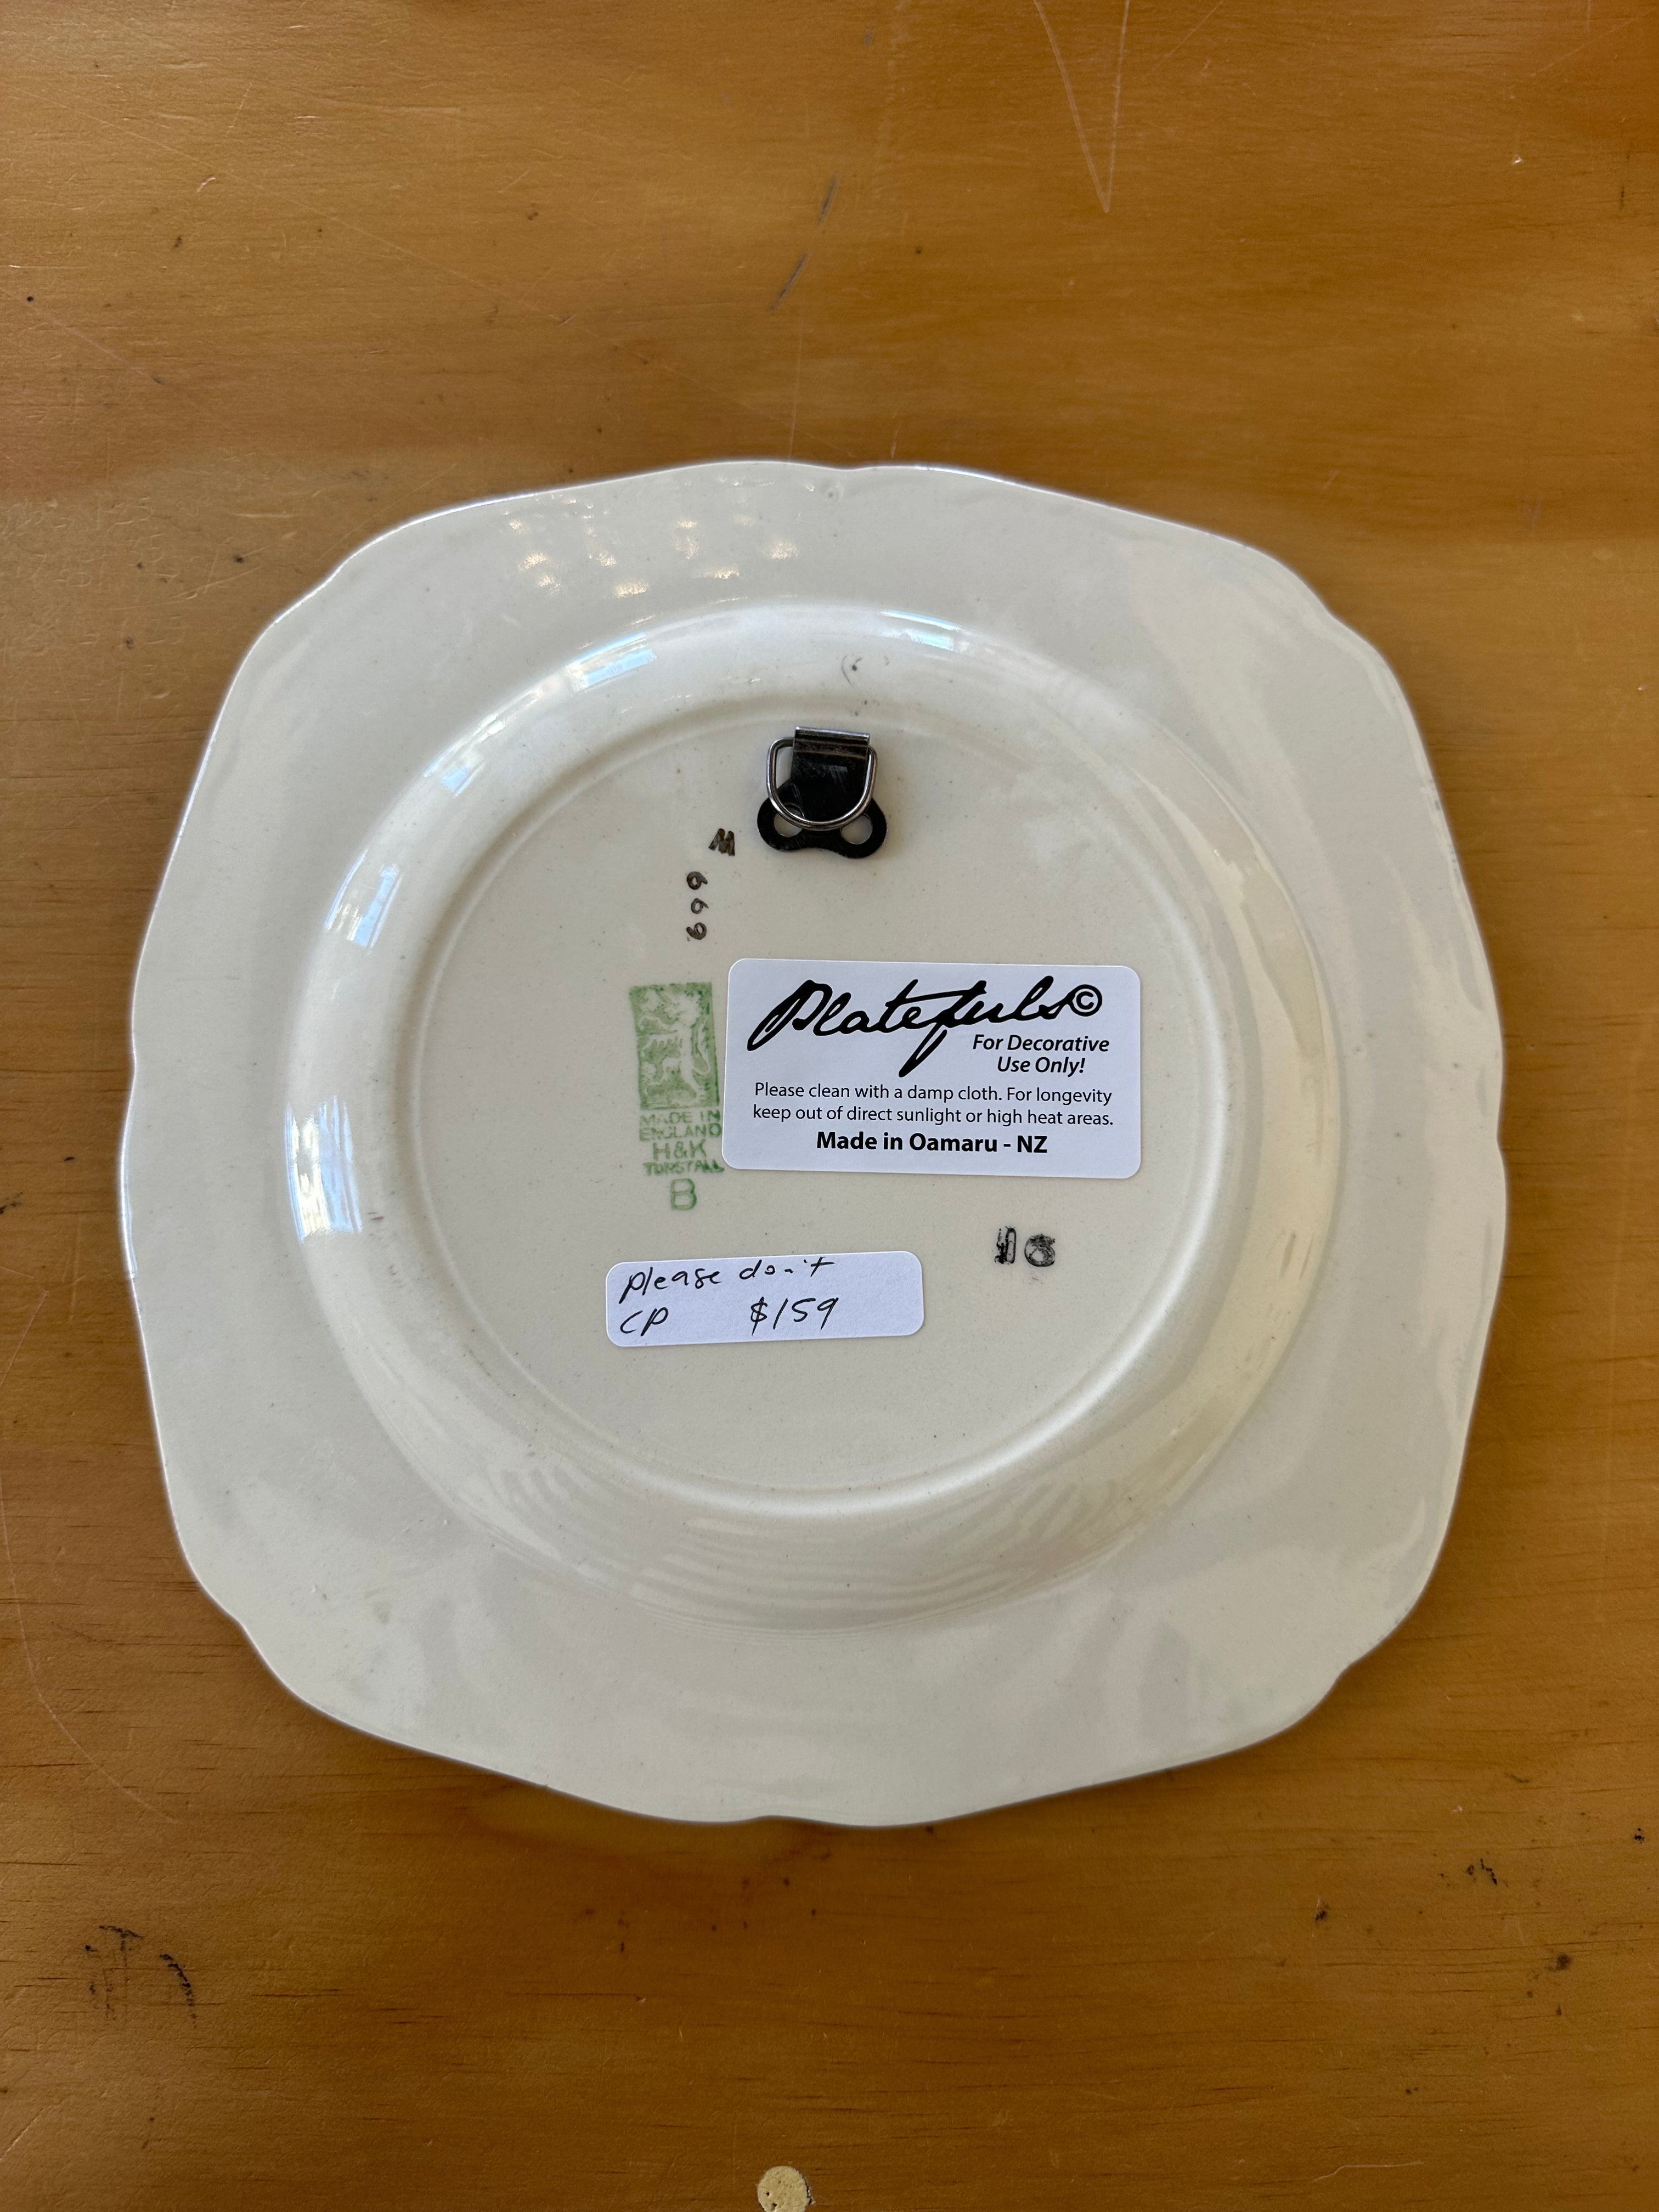 M
669
MADE IN
ENGLAND
H&K
TUNSTALL
B
Platefuls©
For Decorative
Use Only!
Please clean with a damp cloth. For longevity
keep out of direct sunlight or high heat areas.
Made in Oamaru - NZ
please don't
CP $159